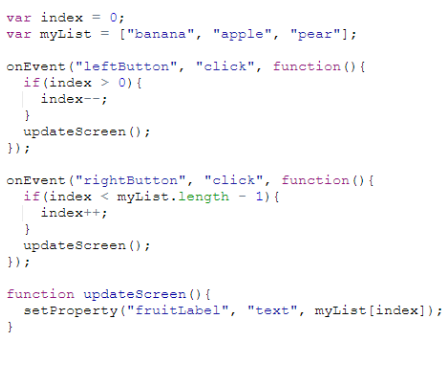 var index = 0;
var myList = ["banana", "apple", "pear"];
onEvent("leftButton", "click", function(){
if(index > 0){
index--;
}
updateScreen();
});
onEvent("rightButton", "click", function(){
if(index < myList.length - 1){
index++;
}
updateScreen();
});
function updateScreen(){
setProperty("fruitLabel", "text", myList[index]);
}